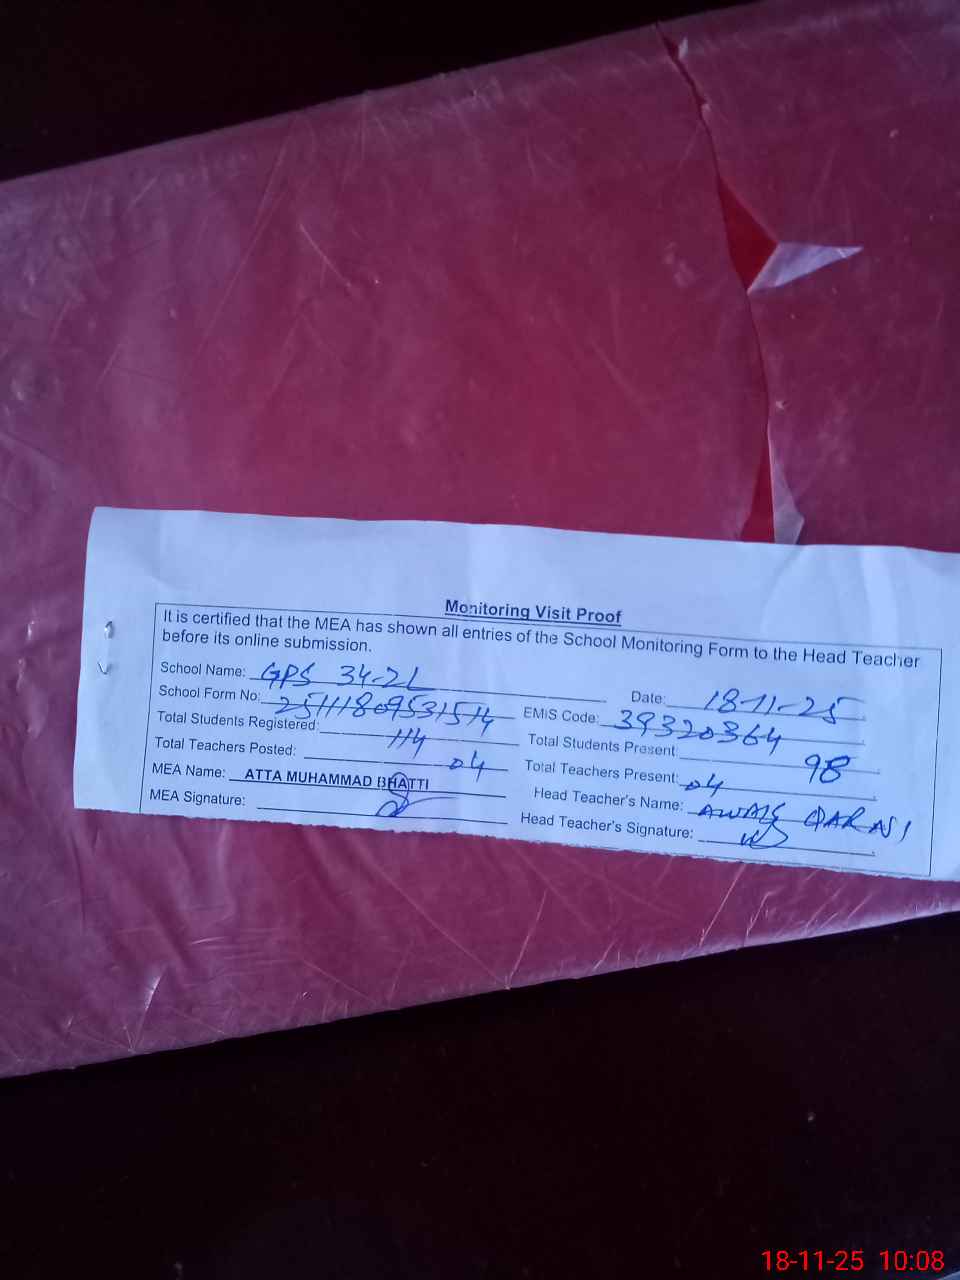 Monitoring Visit Proof
It is certified that the MEA has shown all entries of the School Monitoring Form to the Head Teacher
before its online submission.
School Name: GPS 34-2L Date: 18-11-25
School Form No: 25111809531514 EMIS Code: 39320364
Total Students Registered: 114 Total Students Present 98
Total Teachers Posted: 04 Total Teachers Present: 04
MEA Name: ATTA MUHAMMAD BHATTI Head Teacher's Name: AWAIS
MEA Signature: Head Teacher's Signature:
18-11-25 10:08